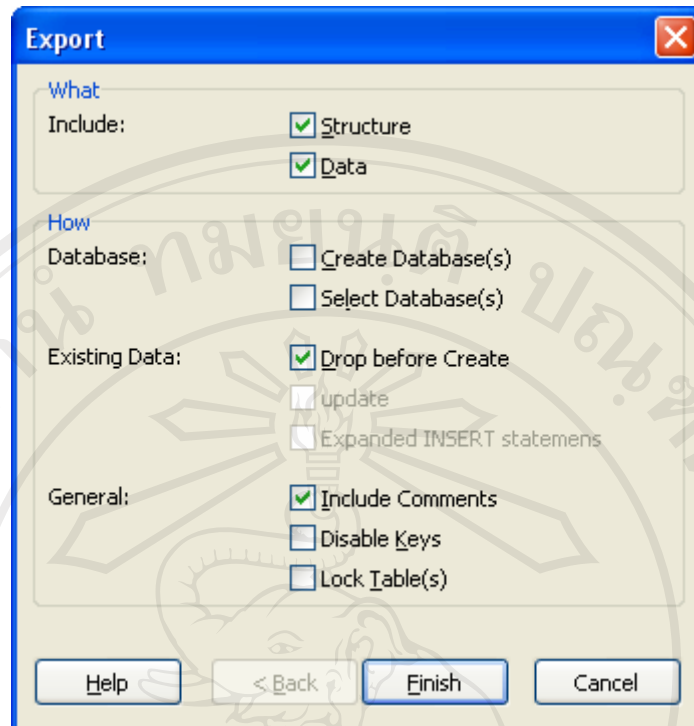 Export
What
Include:
Structure
Data
How
Database:
Create Database(s)
Select Database(s)
Existing Data:
Drop before Create
update
Expanded INSERT statemens
General:
Include Comments
Disable Keys
Lock Table(s)
Help
< Back
Finish
Cancel